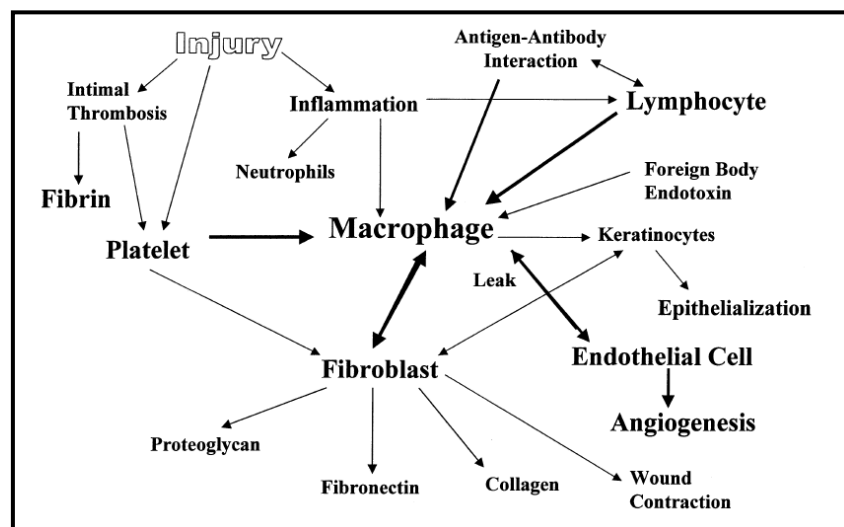 Injury
Antigen-Antibody
Interaction
Intimal
Thrombosis
Inflammation
Lymphocyte
Neutrophils
Foreign Body
Endotoxin
Fibrin
Macrophage
Platelet
Keratinocytes
Leak
Epithelialization
Fibroblast
Endothelial Cell
Angiogenesis
Proteoglycan
Fibronectin
Collagen
Wound
Contraction